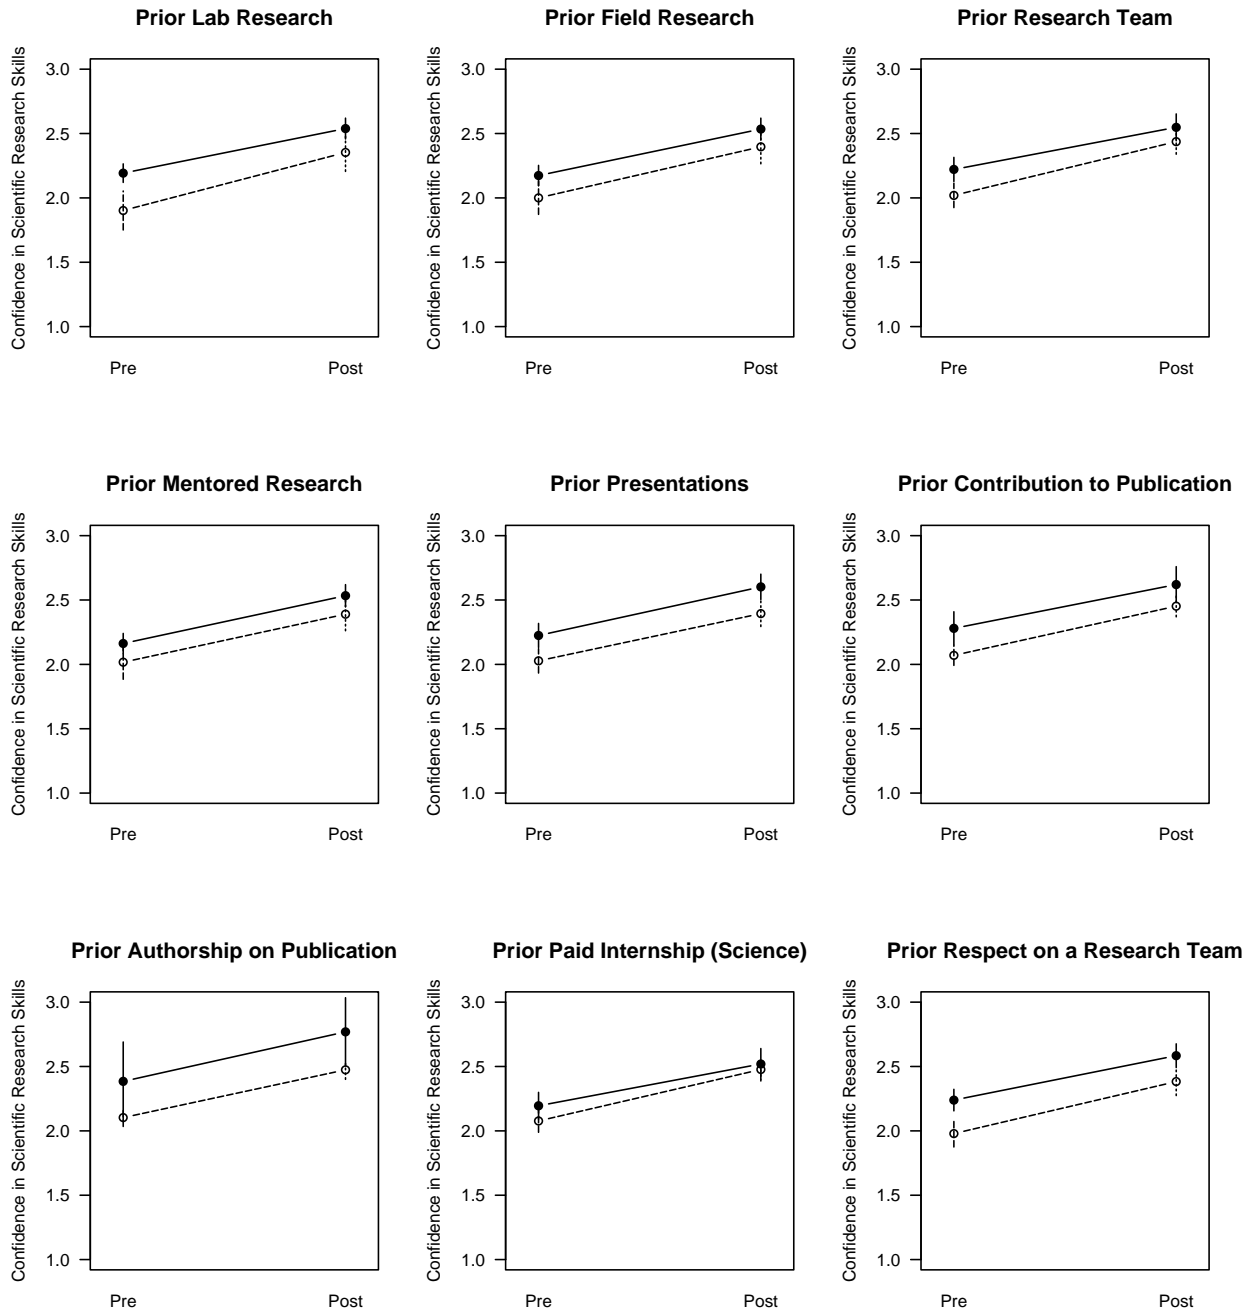 Prior Lab Research
Confidence in Scientific Research Skills
3.0
2.5
2.0
1.5
1.0
Pre Post
Prior Field Research
Confidence in Scientific Research Skills
3.0
2.5
2.0
1.5
1.0
Pre Post
Prior Research Team
Confidence in Scientific Research Skills
3.0
2.5
2.0
1.5
1.0
Pre Post
Prior Mentored Research
Confidence in Scientific Research Skills
3.0
2.5
2.0
1.5
1.0
Pre Post
Prior Presentations
Confidence in Scientific Research Skills
3.0
2.5
2.0
1.5
1.0
Pre Post
Prior Contribution to Publication
Confidence in Scientific Research Skills
3.0
2.5
2.0
1.5
1.0
Pre Post
Prior Authorship on Publication
Confidence in Scientific Research Skills
3.0
2.5
2.0
1.5
1.0
Pre Post
Prior Paid Internship (Science)
Confidence in Scientific Research Skills
3.0
2.5
2.0
1.5
1.0
Pre Post
Prior Respect on a Research Team
Confidence in Scientific Research Skills
3.0
2.5
2.0
1.5
1.0
Pre Post